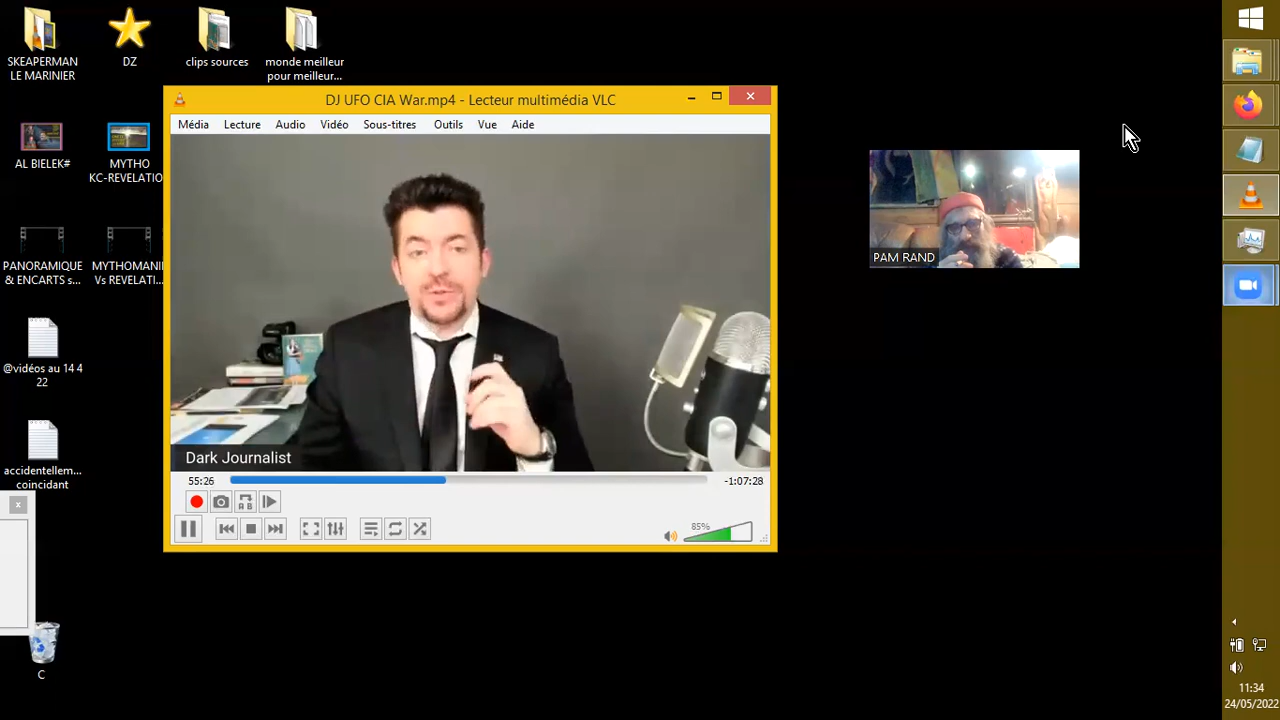 SKEAPERMAN
LE MARINIER
DZ
clips sources
monde meilleur
pour meilleur...
DJ UFO CIA War.mp4 - Lecteur multimédia VLC
Média Lecture Audio Vidéo Sous-titres Outils Vue Aide
AL BIELEK#
MYTHO
KC-REVELATIO
PANORAMIQUE
& ENCARTS s...
MYTHOMANI
Vs REVELATI...
@vidéos au 14 4
22
accidentellem...
coincidant
C
Dark Journalist
55:26
-1:07:28
85%
PAM RAND
11:34
24/05/2022